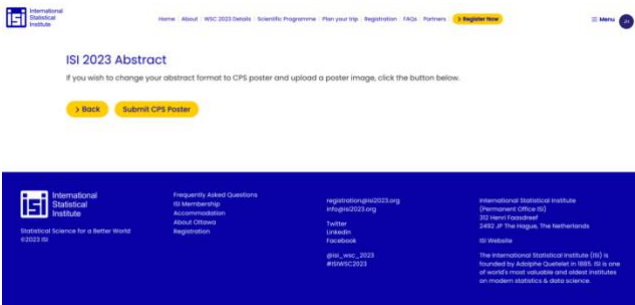 International
Statistical
Institute
Home About WSC 2023 Details Scientific Programme Plan your trip Registration FAQs Partners > Register Now
Menu
ISI 2023 Abstract
If you wish to change your abstract format to CPS poster and upload a poster image, click the button below.
> Back Submit CPS Poster
International
Statistical
Institute
Statistical Science for a Better World
©2023 ISI
Frequently Asked Questions
ISI Membership
Accommodation
About Ottawa
Registration
registration@isi2023.org
info@isi2023.org
Twitter
LinkedIn
Facebook
@isi_wsc_2023
#ISIWSC2023
International Statistical Institute
(Permanent Office ISI)
312 Henri Faasdreef
2492 JP The Hague, The Netherlands
ISI Website
The International Statistical Institute (ISI) is
founded by Adolphe Quetelet in 1885. ISI is one
of world's most valuable and oldest institutes
on modern statistics & data science.